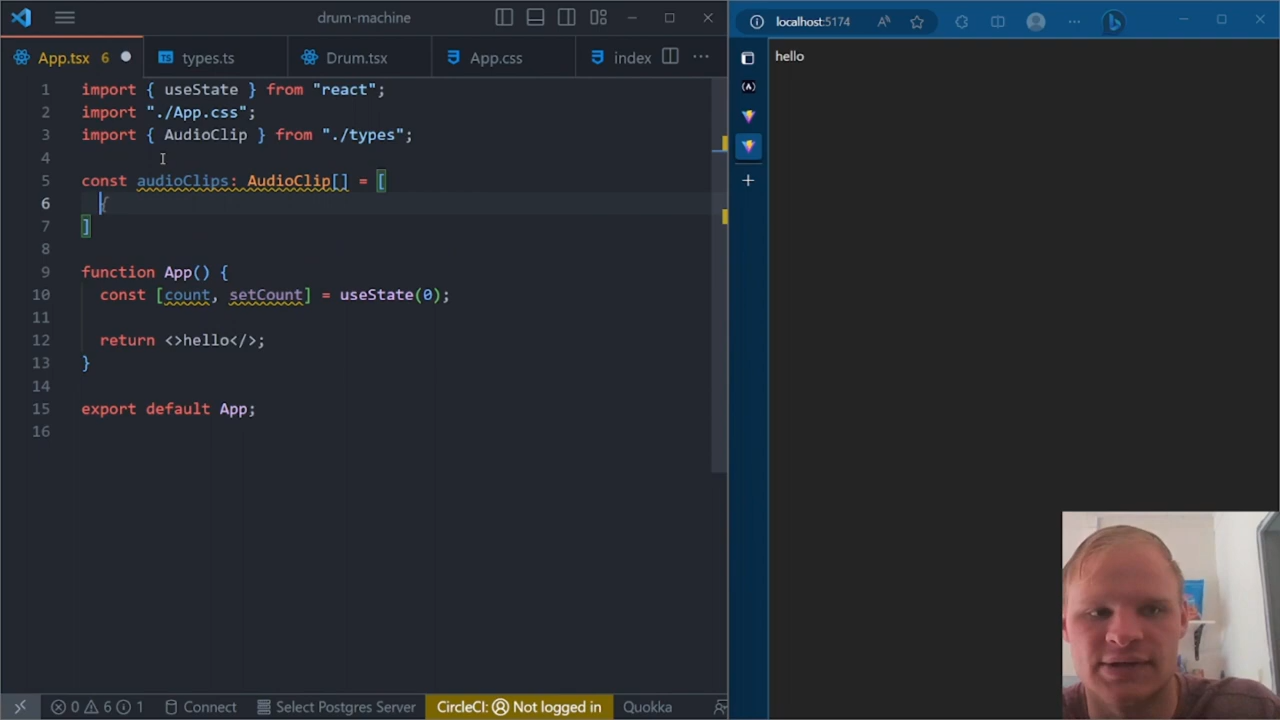 drum-machine
App.tsx 6
types.ts
Drum.tsx
App.css
index
1 import { useState } from "react";
2 import "./App.css";
3 import { AudioClip } from "./types";
4
5 const audioClips: AudioClip[] = [
6 {
7 ]
8
9 function App() {
10 const [count, setCount] = useState(0);
11
12 return <>hello</>;
13 }
14
15 export default App;
16
0 6 1
Connect
Select Postgres Server
CircleCI: Not logged in
Quokka
localhost:5174
hello